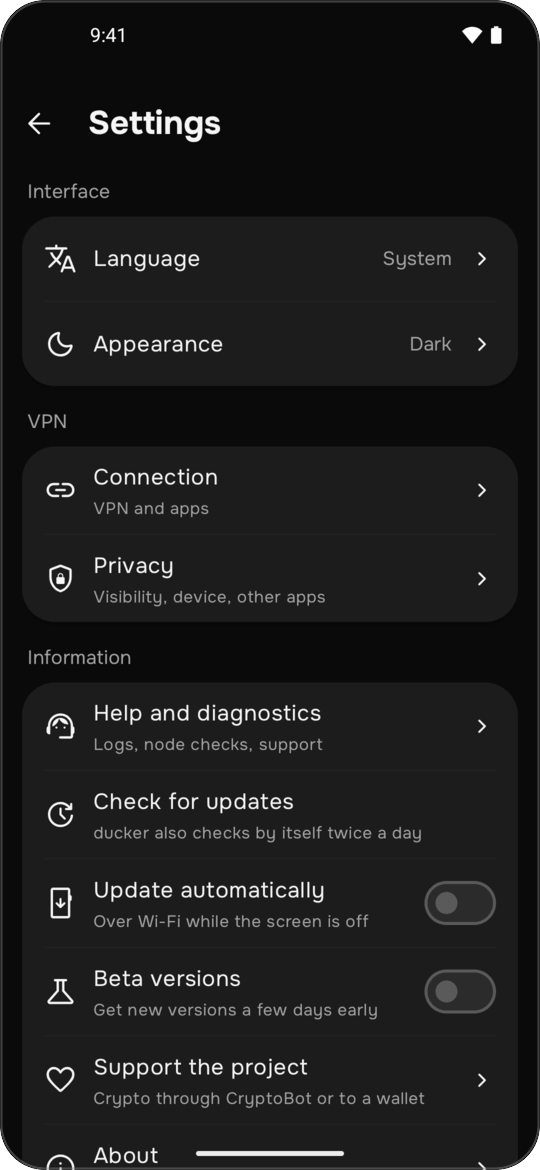 9:41
Settings
Interface
Language
System
Appearance
Dark
VPN
Connection
VPN and apps
Privacy
Visibility, device, other apps
Information
Help and diagnostics
Logs, node checks, support
Check for updates
ducker also checks by itself twice a day
Update automatically
Over Wi-Fi while the screen is off
Beta versions
Get new versions a few days early
Support the project
Crypto through CryptoBot or to a wallet
About